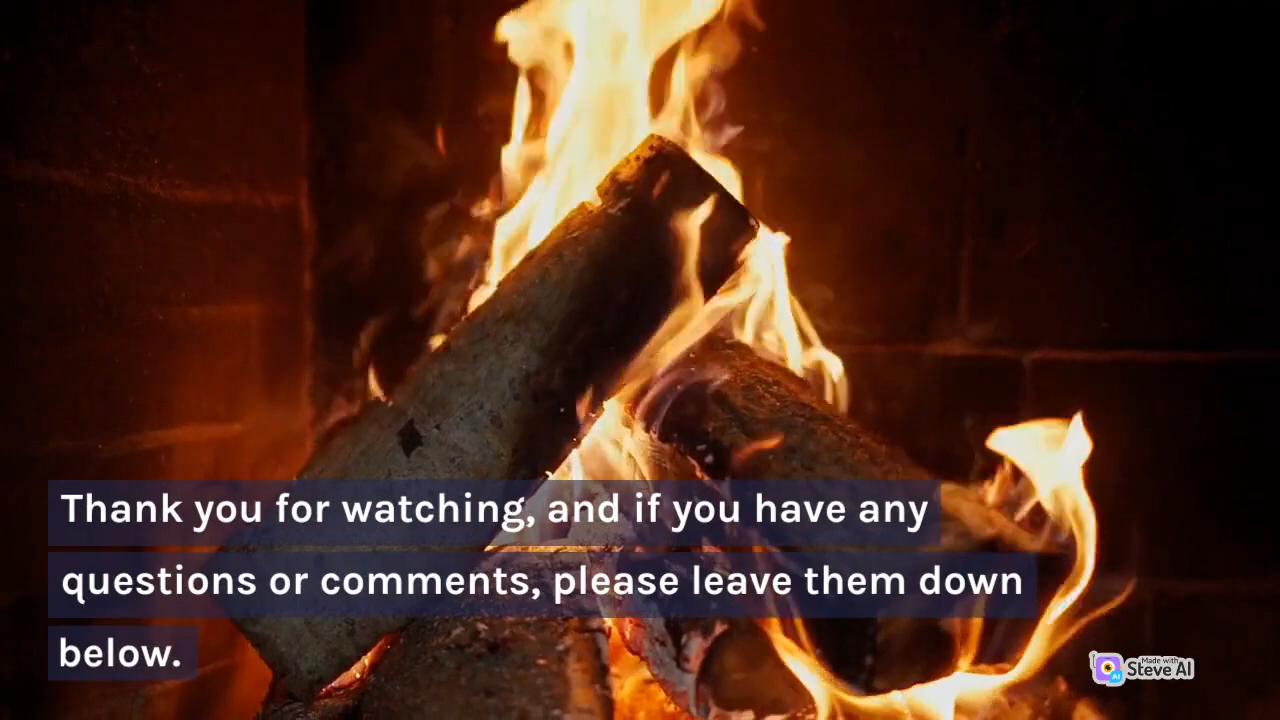 Thank you for watching, and if you have any
questions or comments, please leave them down
below.
Made with
Steve AI
AI